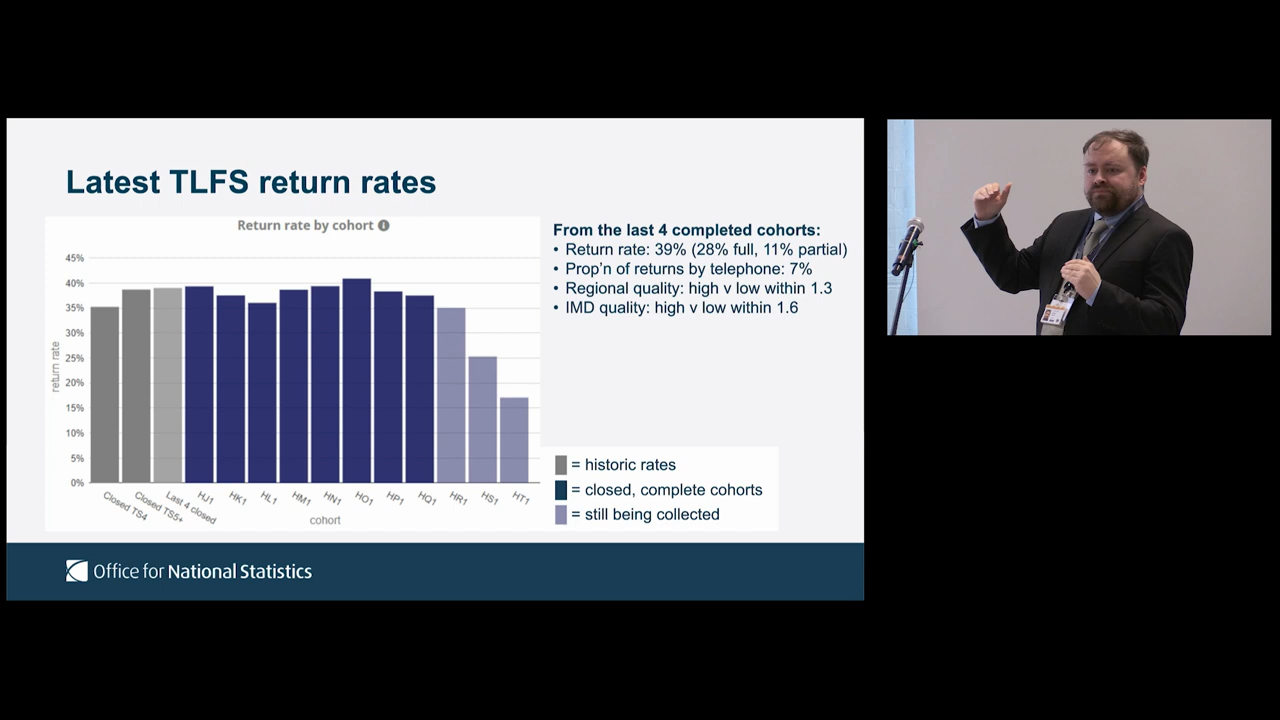 Latest TLFS return rates
Return rate by cohort
45%
40%
35%
30%
25%
20%
15%
10%
5%
0%
return rate
Closed TS4
Closed TS5+
Last 4 closed
HJ1
HK1
HL1
HM1
HN1
HO1
HP1
HQ1
HR1
HS1
HT1
cohort
From the last 4 completed cohorts:
• Return rate: 39% (28% full, 11% partial)
• Prop’n of returns by telephone: 7%
• Regional quality: high v low within 1.3
• IMD quality: high v low within 1.6
= historic rates
= closed, complete cohorts
= still being collected
Office for National Statistics